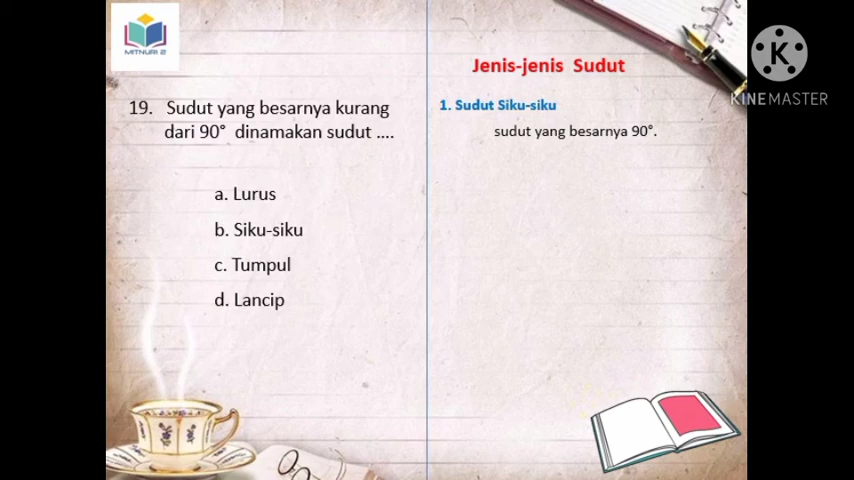 MITNURI 2
19. Sudut yang besarnya kurang
dari 90° dinamakan sudut ....
a. Lurus
b. Siku-siku
c. Tumpul
d. Lancip
Jenis-jenis Sudut
1. Sudut Siku-siku
sudut yang besarnya 90°.
K
KINEMASTER